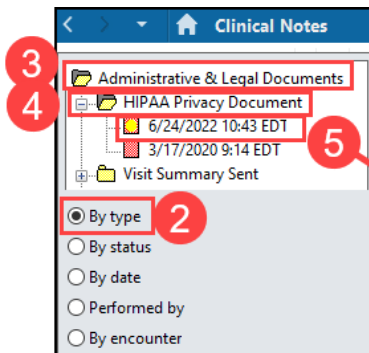 Clinical Notes
3
Administrative & Legal Documents
4
HIPAA Privacy Document
6/24/2022 10:43 EDT
5
3/17/2020 9:14 EDT
Visit Summary Sent
By type
2
By status
By date
Performed by
By encounter